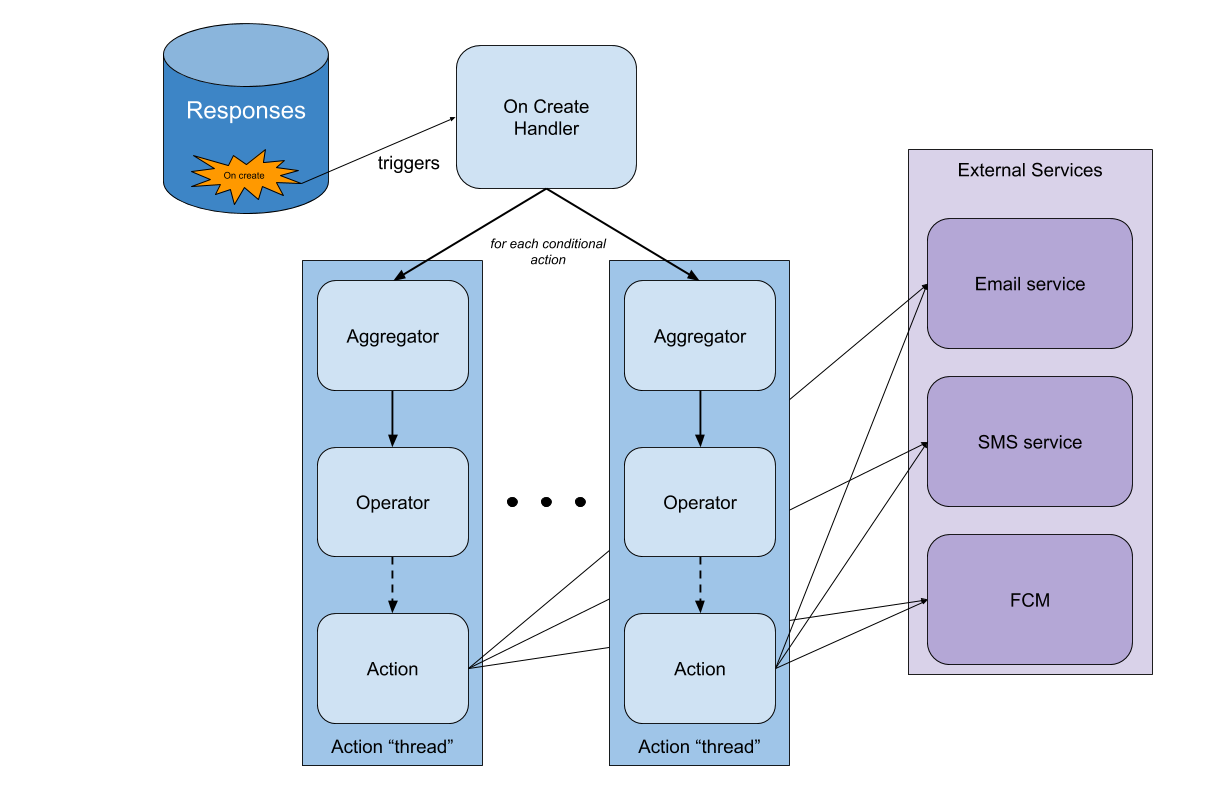 Responses
On create
triggers
On Create
Handler
for each conditional
action
Aggregator
Operator
Action
Action “thread”
Aggregator
Operator
Action
Action “thread”
External Services
Email service
SMS service
FCM